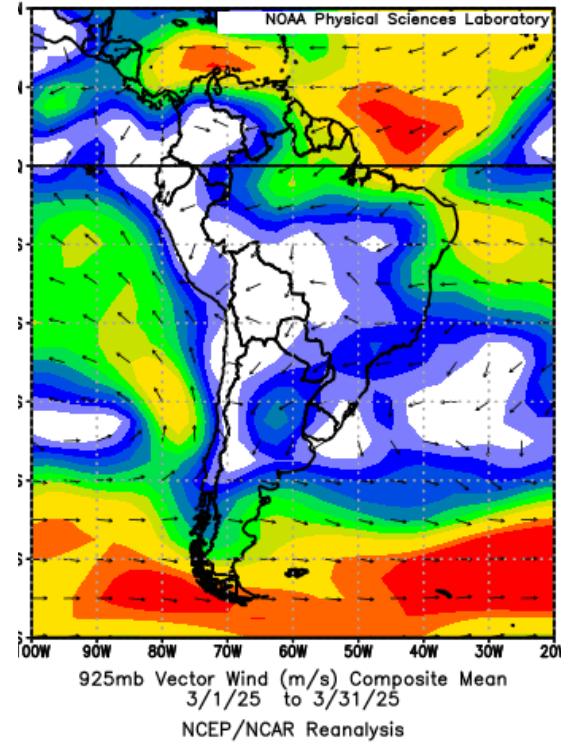 NOAA Physical Sciences Laboratory
N
N
N
S
S
S
S
S
S
100W 90W 80W 70W 60W 50W 40W 30W 20W
925mb Vector Wind (m/s) Composite Mean
3/1/25 to 3/31/25
NCEP/NCAR Reanalysis